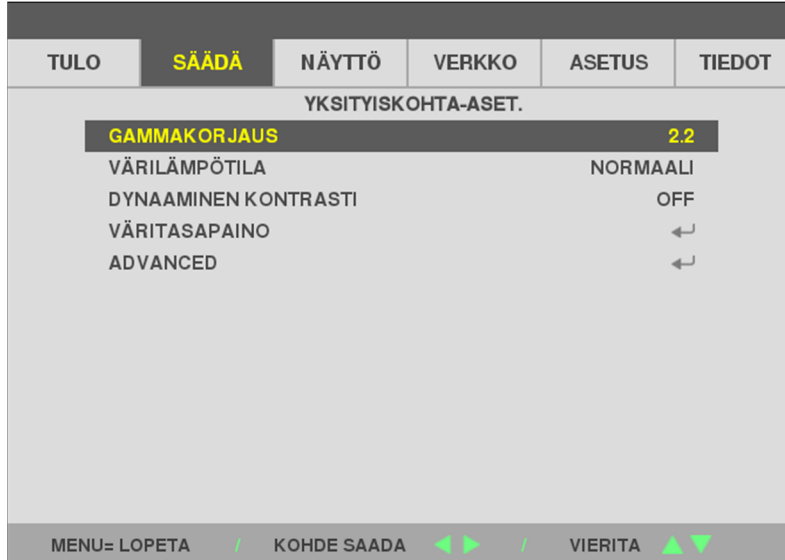 TULO SÄÄDÄ NÄYTTÖ VERKKO ASETUS TIEDOT
YKSITYISKOHTA-ASET.
GAMMAKORJAUS 2.2
VÄRILÄMPÖTILA NORMAALI
DYNAAMINEN KONTRASTI OFF
VÄRITASAPAINO
ADVANCED
MENU= LOPETA / KOHDE SAADA / VIERITA